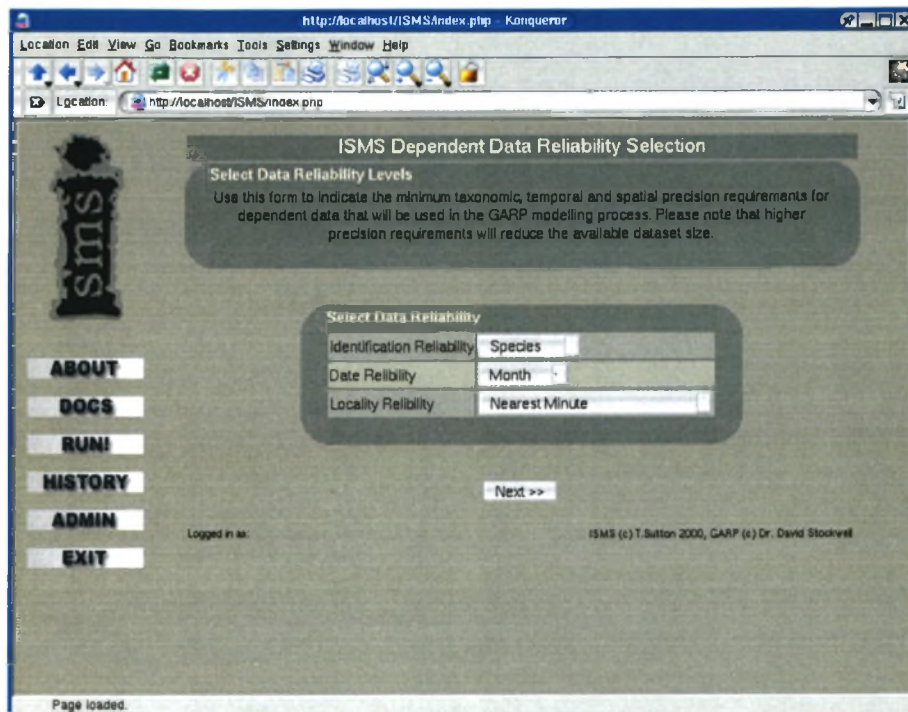 http://localhost/ISMS/index.php - Konqueror
Location Edit View Go Bookmarks Tools Settings Window Help
Location: http://localhost/ISMS/index.php
isms
ISMS Dependent Data Reliability Selection
Select Data Reliability Levels
Use this form to indicate the minimum taxonomic, temporal and spatial precision requirements for
dependent data that will be used in the GARP modelling process. Please note that higher
precision requirements will reduce the available dataset size.
Select Data Reliability
Identification Reliability Species
Date Relibility Month
Locality Relibility Nearest Minute
ABOUT
DOCS
RUN!
HISTORY
ADMIN
EXIT
Next >>
Logged in as:
ISMS (c) T.Sutton 2000, GARP (c) Dr. David Stockwell
Page loaded.